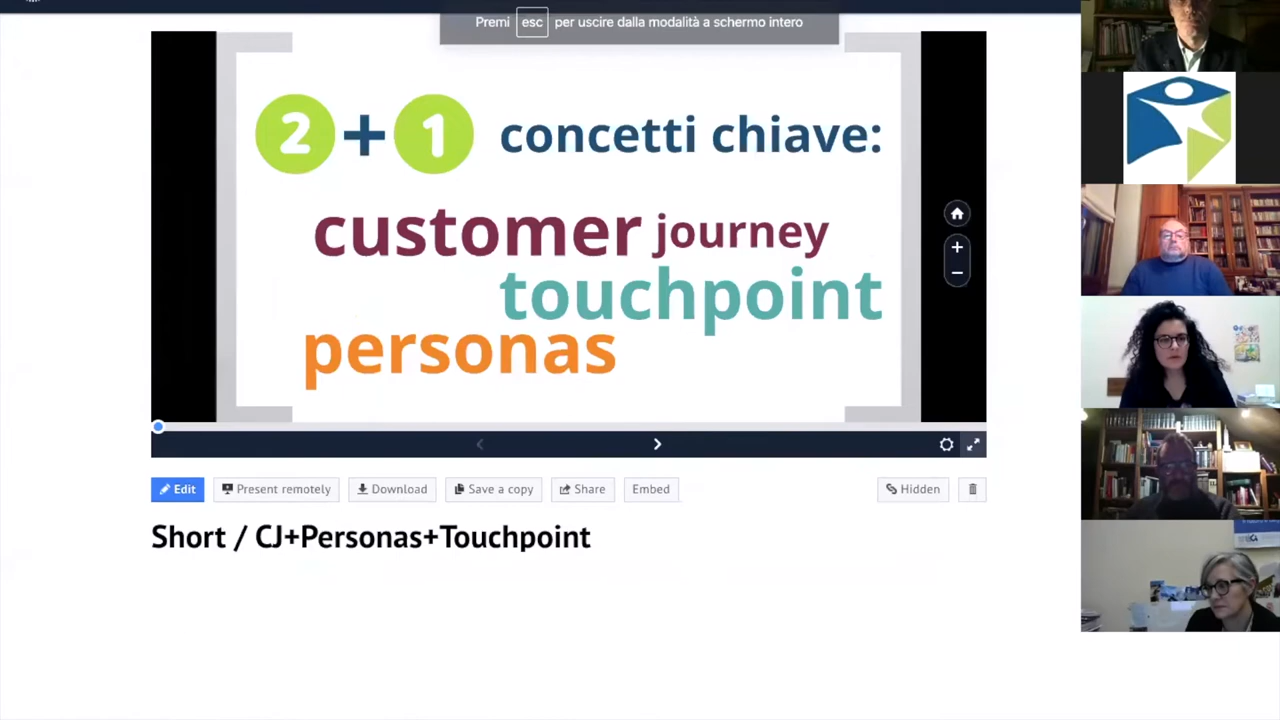 Premi esc per uscire dalla modalità a schermo intero
2 + 1 concetti chiave:
customer journey
touchpoint
personas
Edit Present remotely Download Save a copy Share Embed Hidden
Short / CJ+Personas+Touchpoint